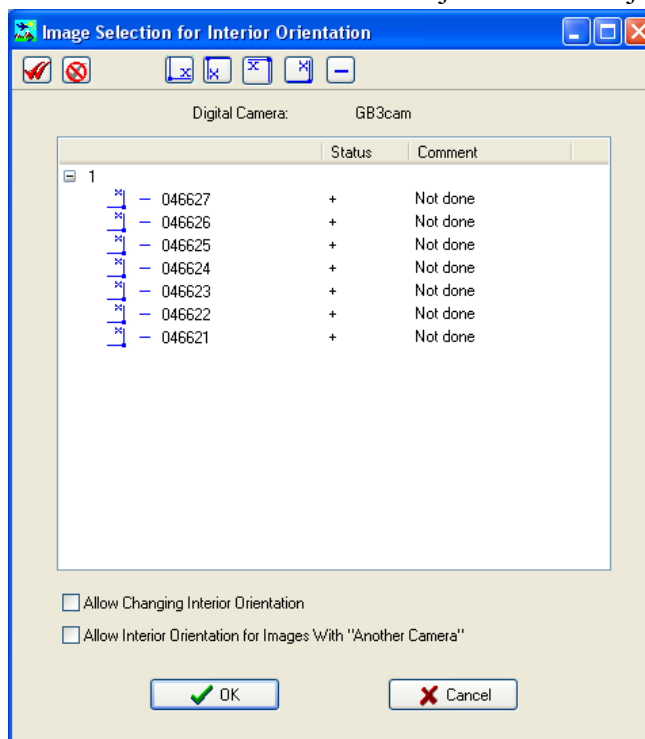 Image Selection for Interior Orientation
Digital Camera: GB3cam
Status Comment
1
046627 + Not done
046626 + Not done
046625 + Not done
046624 + Not done
046623 + Not done
046622 + Not done
046621 + Not done
Allow Changing Interior Orientation
Allow Interior Orientation for Images With "Another Camera"
OK Cancel